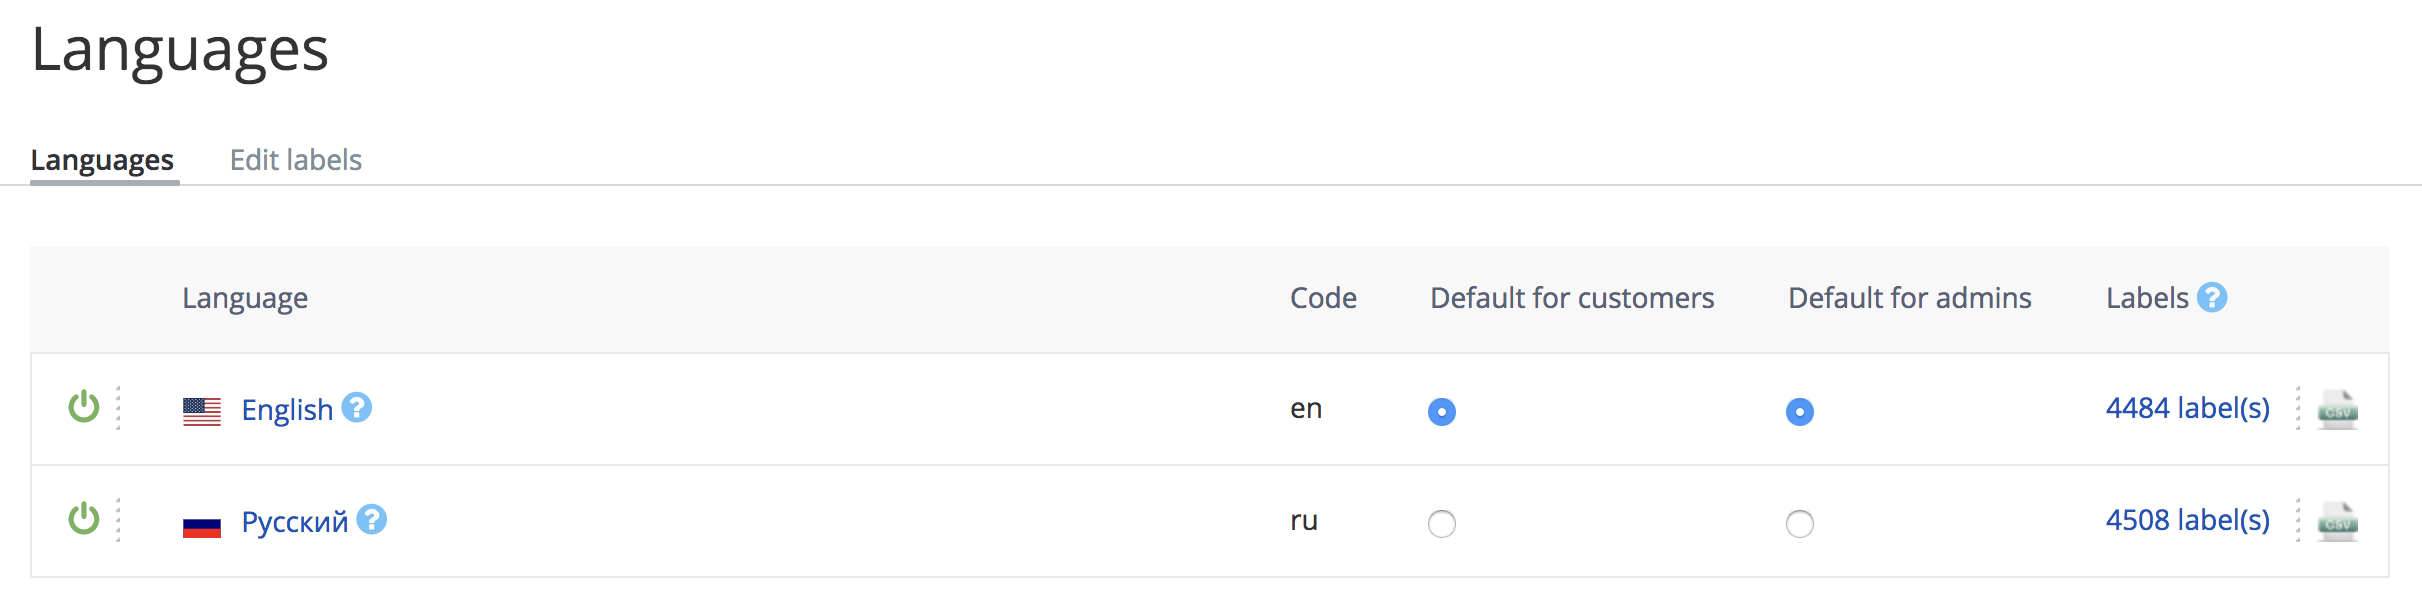 Languages
Languages Edit labels
Language Code Default for customers Default for admins Labels ?
English ? en 4484 label(s) CSV
Русский ? ru 4508 label(s) CSV